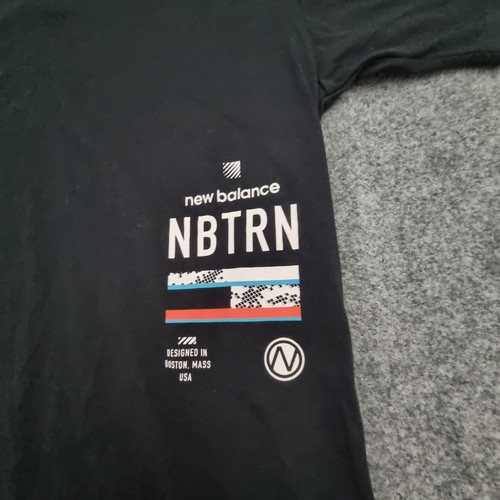 new balance
NBTRN
DESIGNED IN
BOSTON, MASS
USA
N